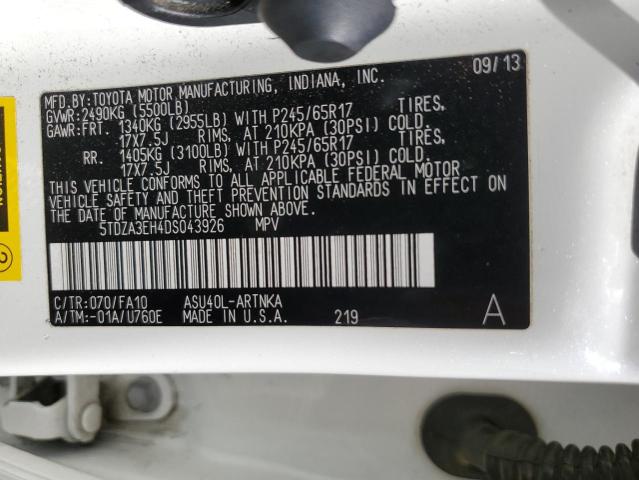 MFD.BY:TOYOTA MOTOR MANUFACTURING, INDIANA, INC. 09/13
GVWR:2490KG (5500LB)
GAWR:FRT. 1340KG (2955LB) WITH P245/65R17 TIRES,
17X7.5J RIMS, AT 210KPA (30PSI) COLD.
RR. 1405KG (3100LB) WITH P245/65R17 TIRES,
17X7.5J RIMS, AT 210KPA (30PSI) COLD.
THIS VEHICLE CONFORMS TO ALL APPLICABLE FEDERAL MOTOR
VEHICLE SAFETY AND THEFT PREVENTION STANDARDS IN EFFECT ON
THE DATE OF MANUFACTURE SHOWN ABOVE.
5TDZA3EH4DS043926 MPV
C/TR:070/FA10 ASU40L-ARTNKA
A/TM:-01A/U760E MADE IN U.S.A. 219 A
2